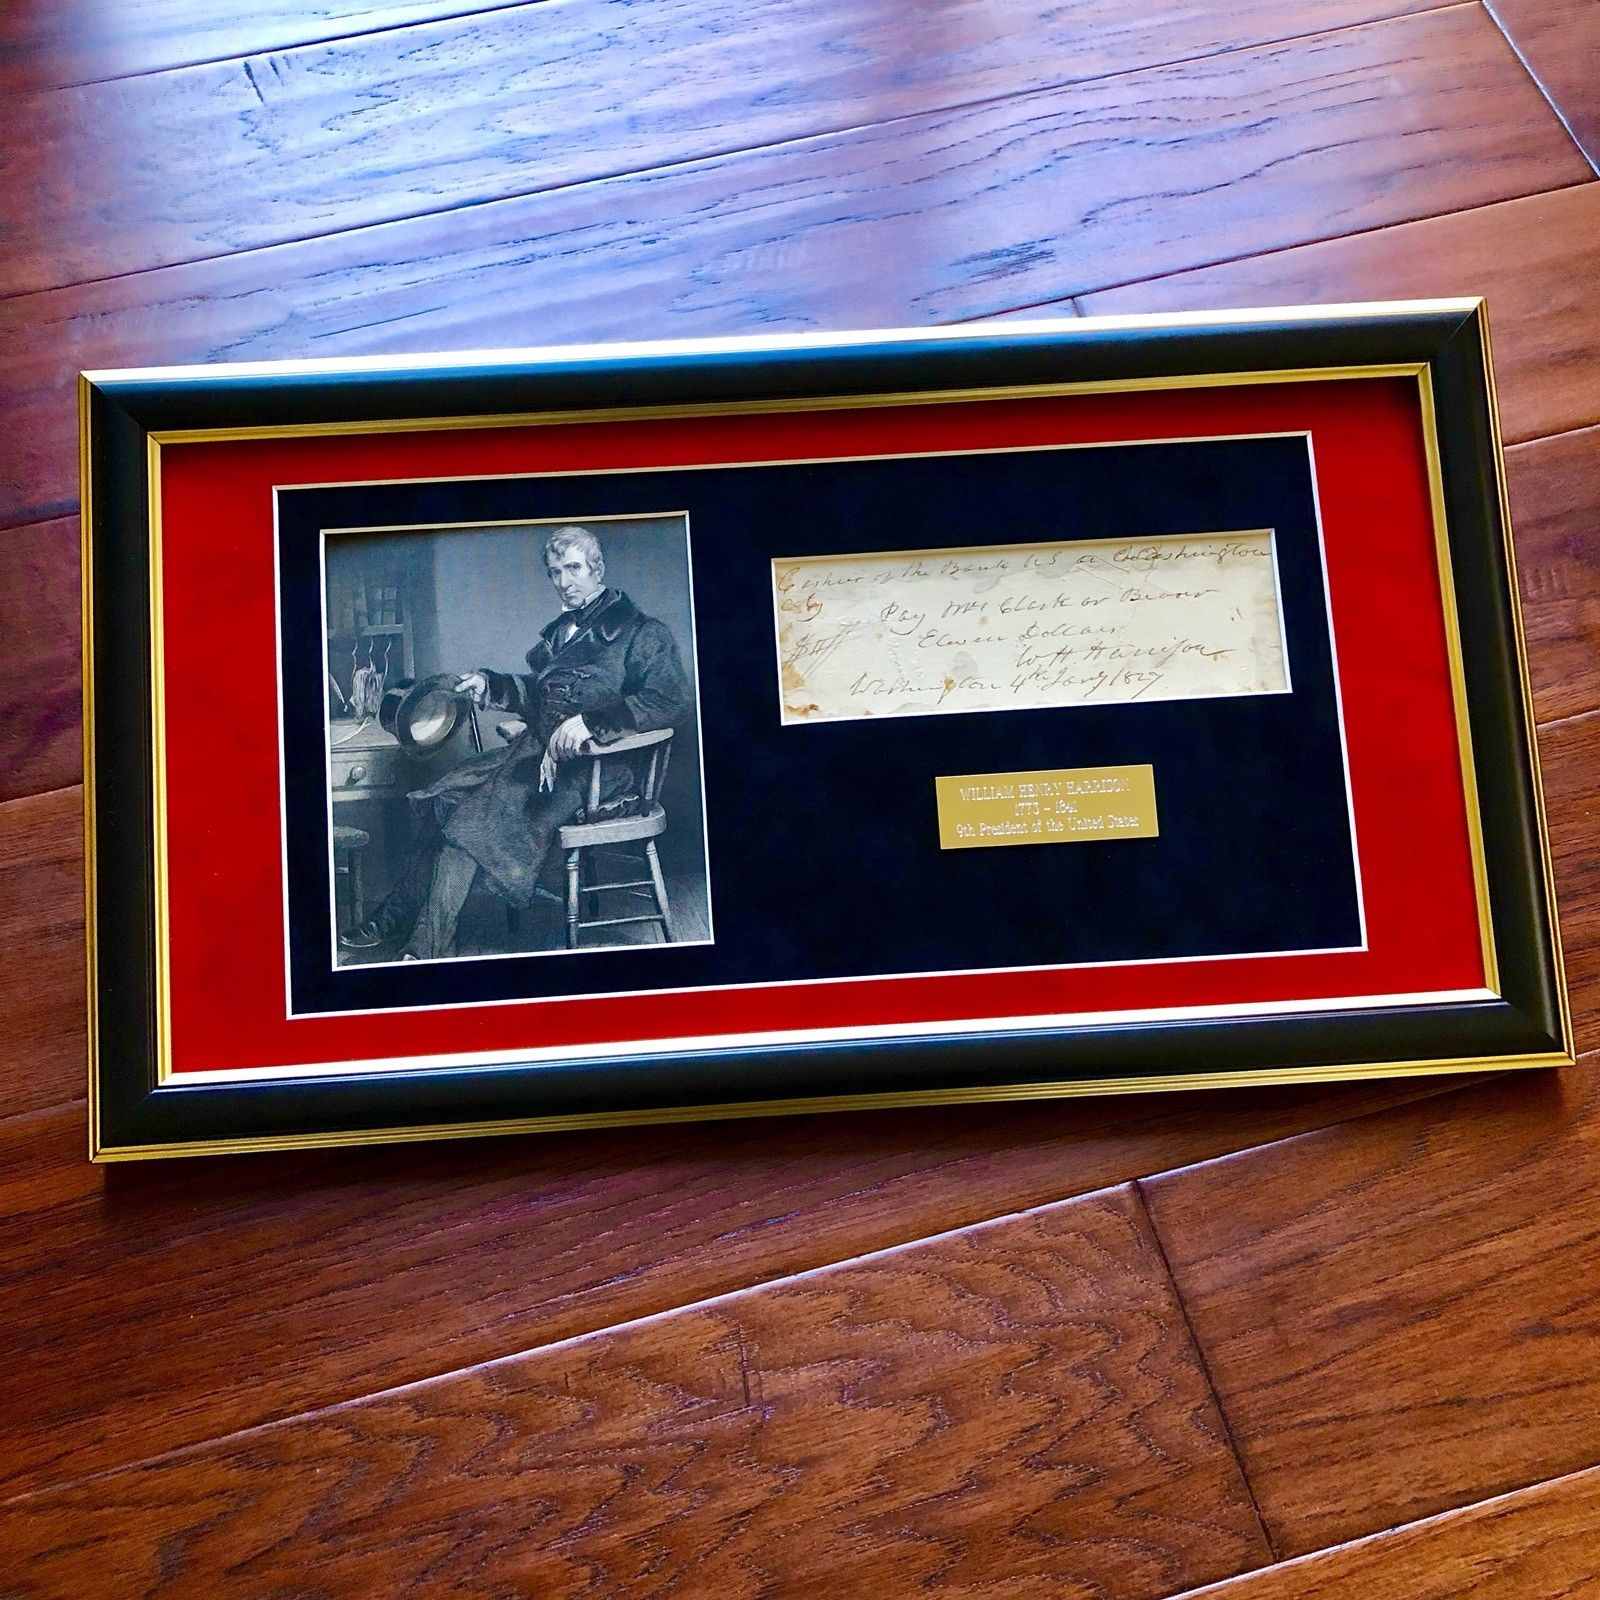 Cashier of the Bank U S at Washington
Pay Mr Clark or Bearer
Eleven Dollars
W H Harrison
Washington 4th Jany 1827
WILLIAM HENRY HARRISON
1773 - 1841
9th President of the United States